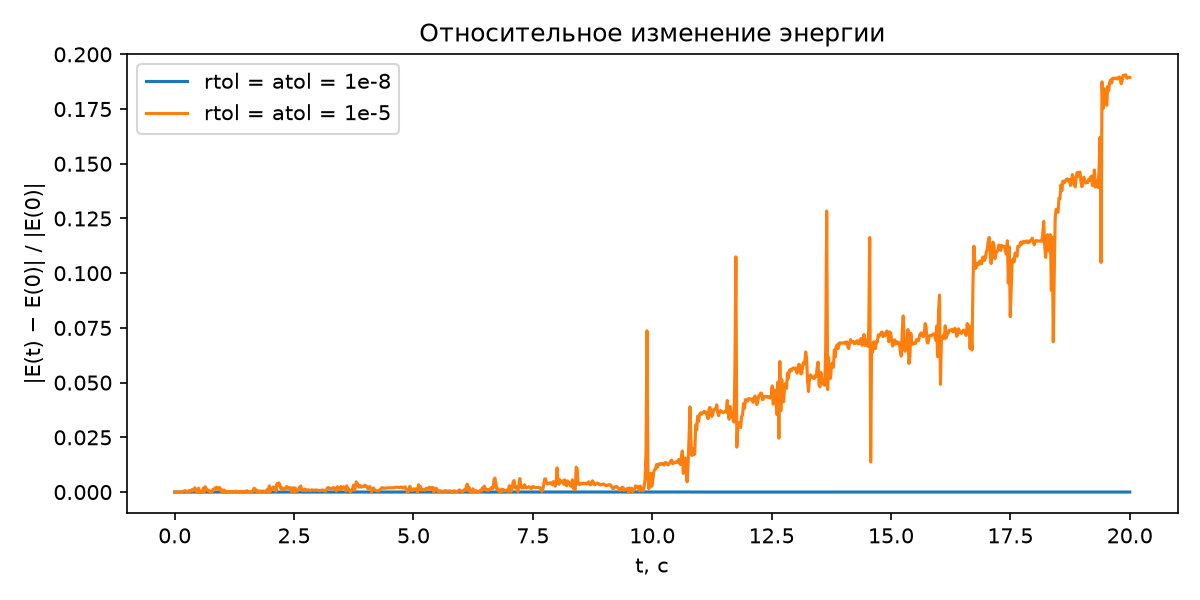 Относительное изменение энергии
rtol = atol = 1e-8
rtol = atol = 1e-5
|E(t) − E(0)| / |E(0)|
0.200
0.175
0.150
0.125
0.100
0.075
0.050
0.025
0.000
0.0 2.5 5.0 7.5 10.0 12.5 15.0 17.5 20.0
t, с